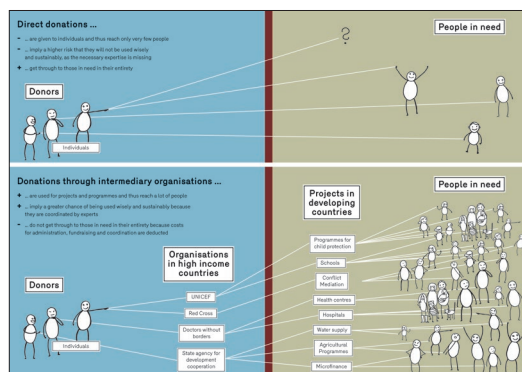 Direct donations ...
- ... are given to individuals and thus reach only very few people
- ... imply a higher risk that they will not be used wisely
and sustainably, as the necessary expertise is missing
+ ... get through to those in need in their entirety
Donors
Individuals
?
People in need
Donations through intermediary organisations ...
+ ... are used for projects and programmes and thus reach a lot of people
+ ... imply a greater chance of being used wisely and sustainably because
they are coordinated by experts
- ... do not get through to those in need in their entirety because costs
for administration, fundraising and coordination are deducted
Donors
Individuals
Organisations
in high income
countries
UNICEF
Red Cross
Doctors without
borders
State agency for
development
cooperation
Projects in
developing
countries
Programmes for
child protection
Schools
Conflict
Mediation
Health centres
Hospitals
Water supply
Agricultural
Programmes
Microfinance
People in need